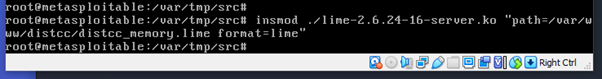 root@metasploitable:/var/tmp/src#
root@metasploitable:/var/tmp/src# insmod ./lime-2.6.24-16-server.ko "path=/var/w
ww/distcc/distcc_memory.lime format=lime"
root@metasploitable:/var/tmp/src#
Right Ctrl